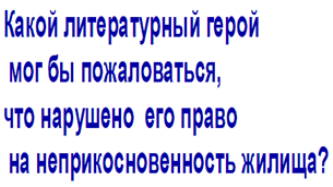 Какой литературный герой
мог бы пожаловаться,
что нарушено его право
на неприкосновенность жилища?